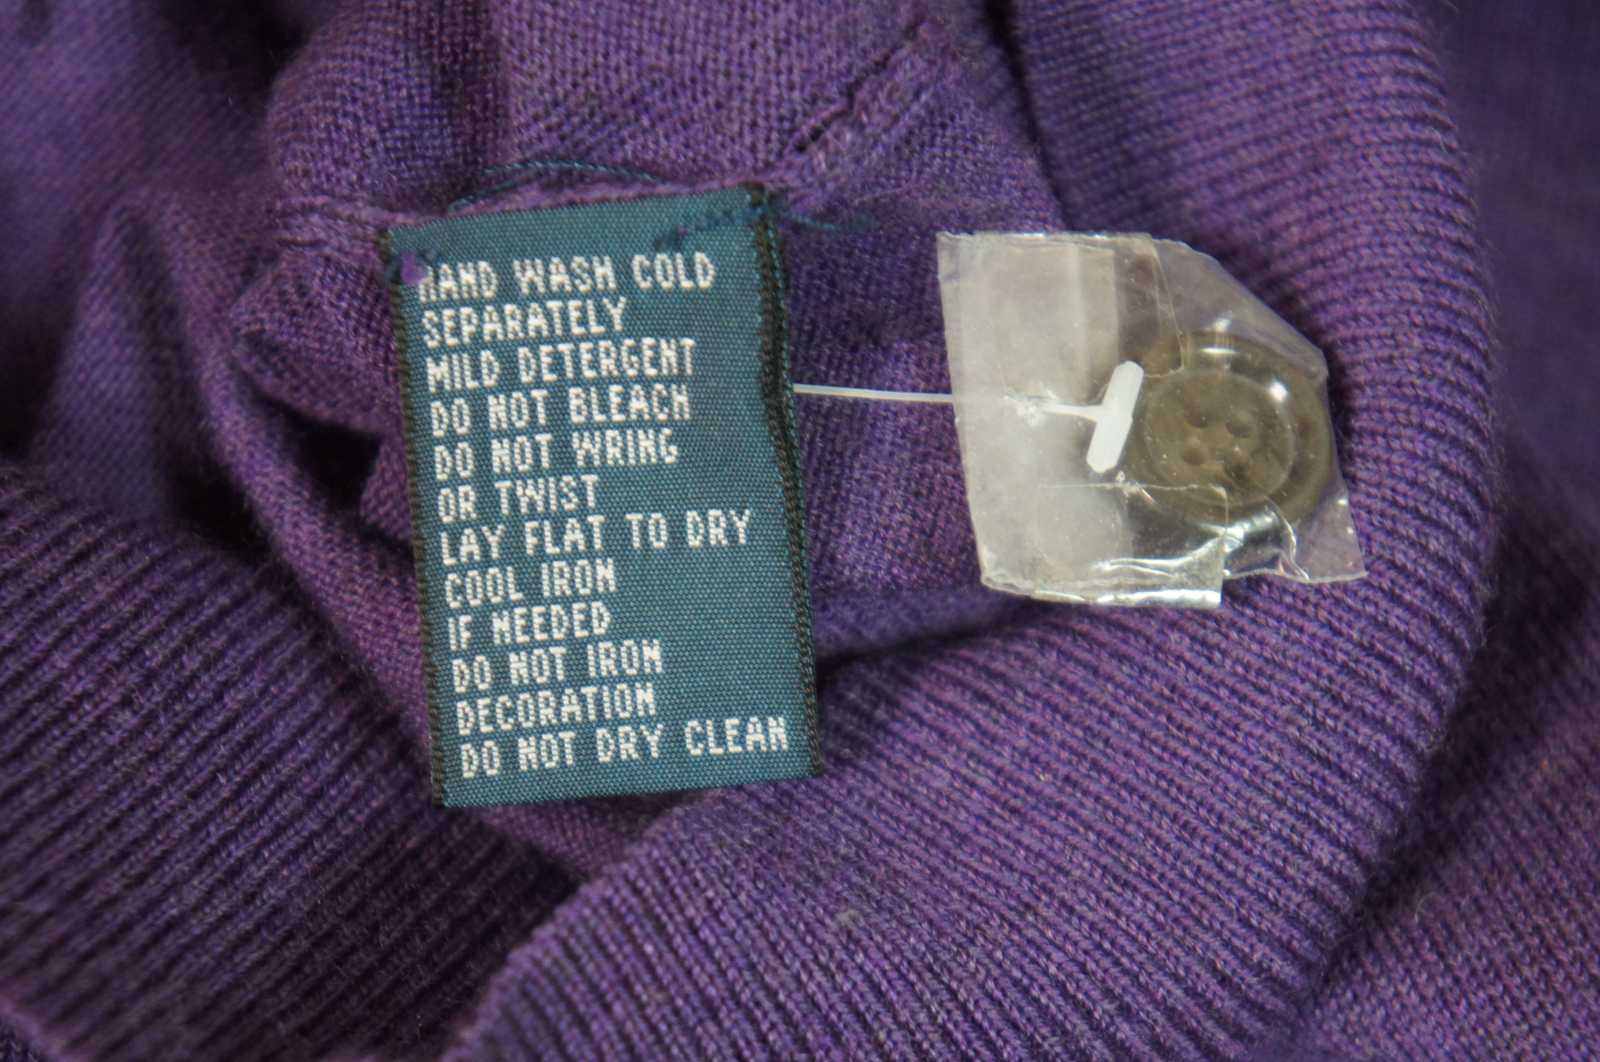 HAND WASH COLD
SEPARATELY
MILD DETERGENT
DO NOT BLEACH
DO NOT WRING
OR TWIST
LAY FLAT TO DRY
COOL IRON
IF NEEDED
DO NOT IRON
DECORATION
DO NOT DRY CLEAN